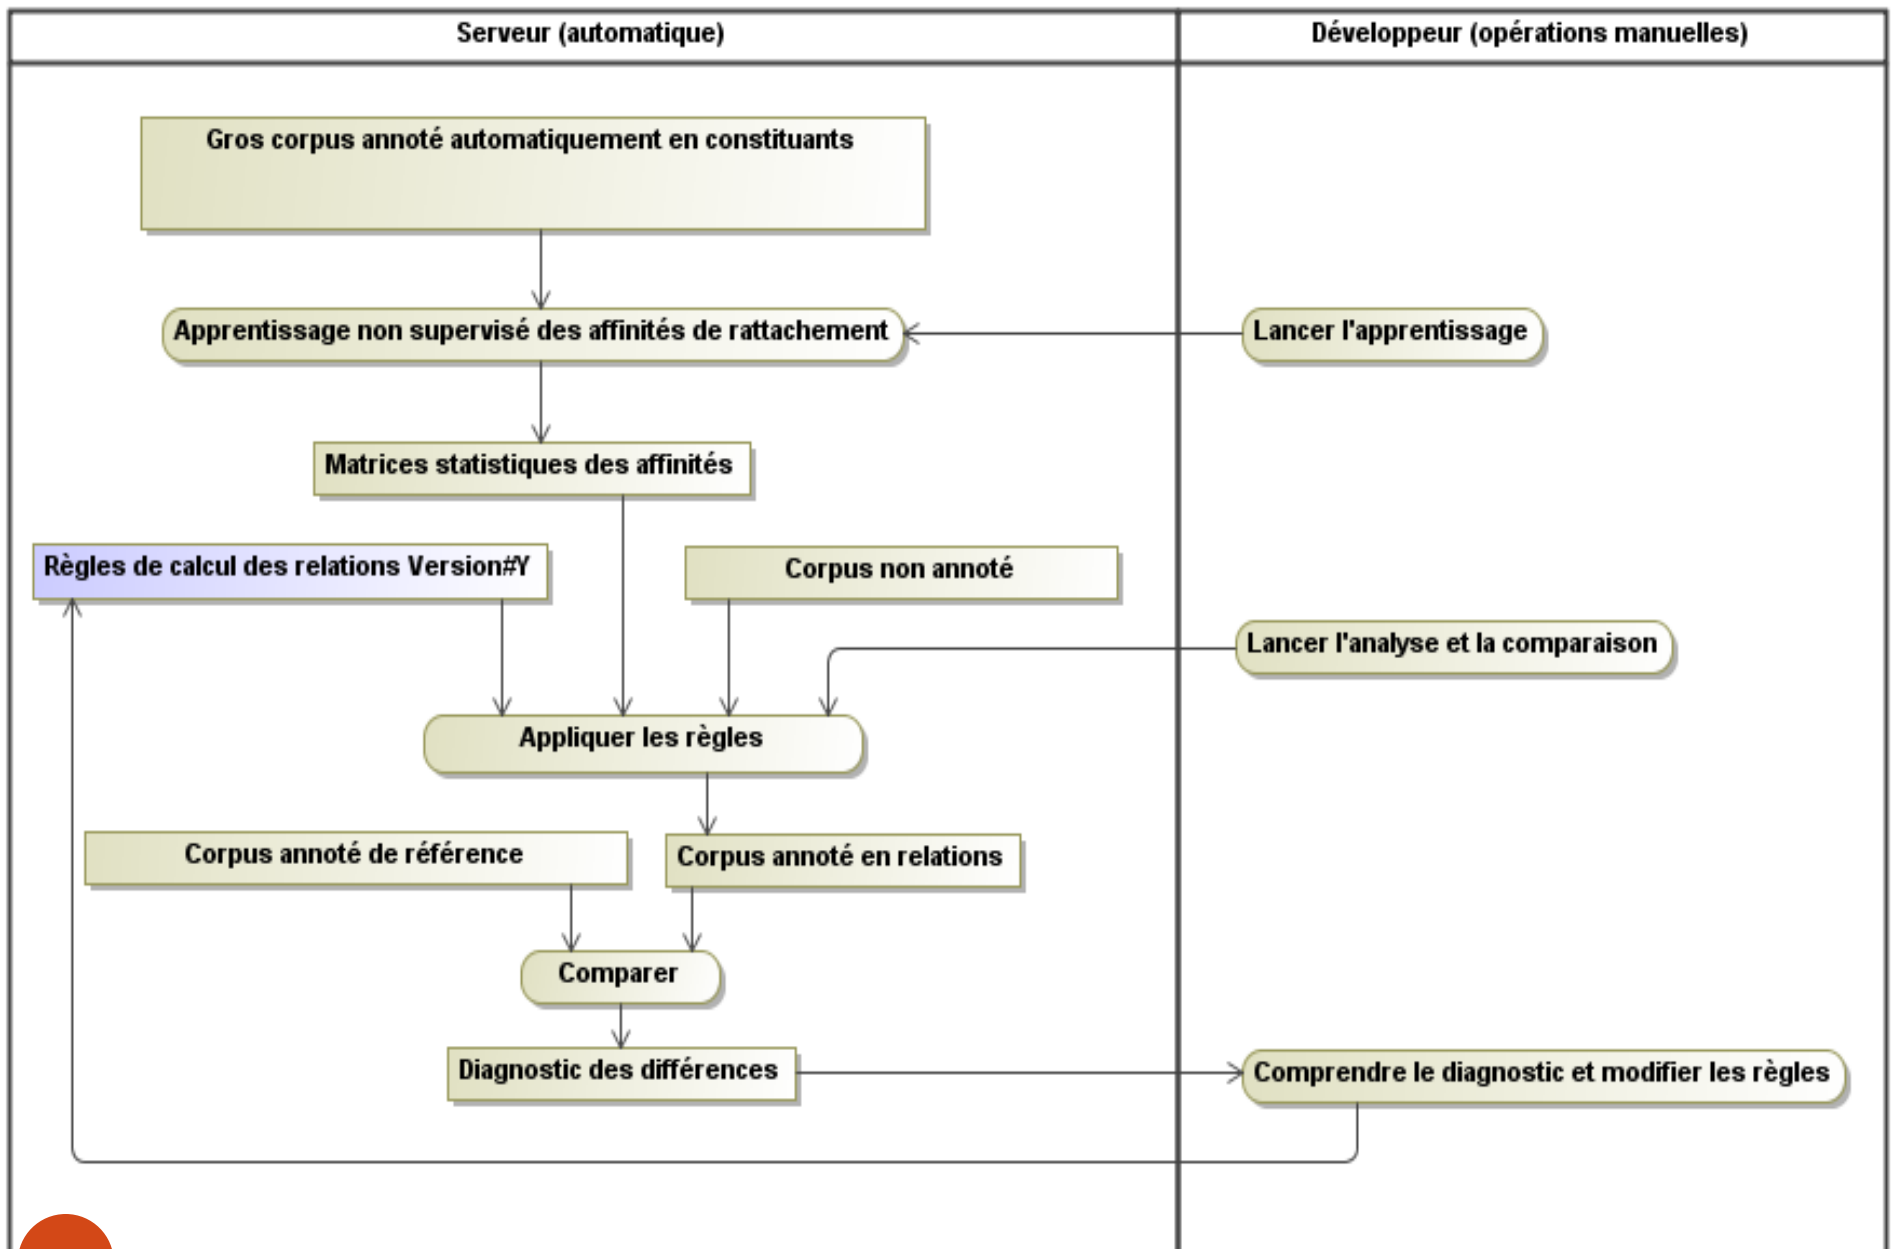 Serveur (automatique)
Développeur (opérations manuelles)
Gros corpus annoté automatiquement en constituants
Apprentissage non supervisé des affinités de rattachement
Lancer l'apprentissage
Matrices statistiques des affinités
Règles de calcul des relations Version#Y
Corpus non annoté
Lancer l'analyse et la comparaison
Appliquer les règles
Corpus annoté de référence
Corpus annoté en relations
Comparer
Diagnostic des différences
Comprendre le diagnostic et modifier les règles